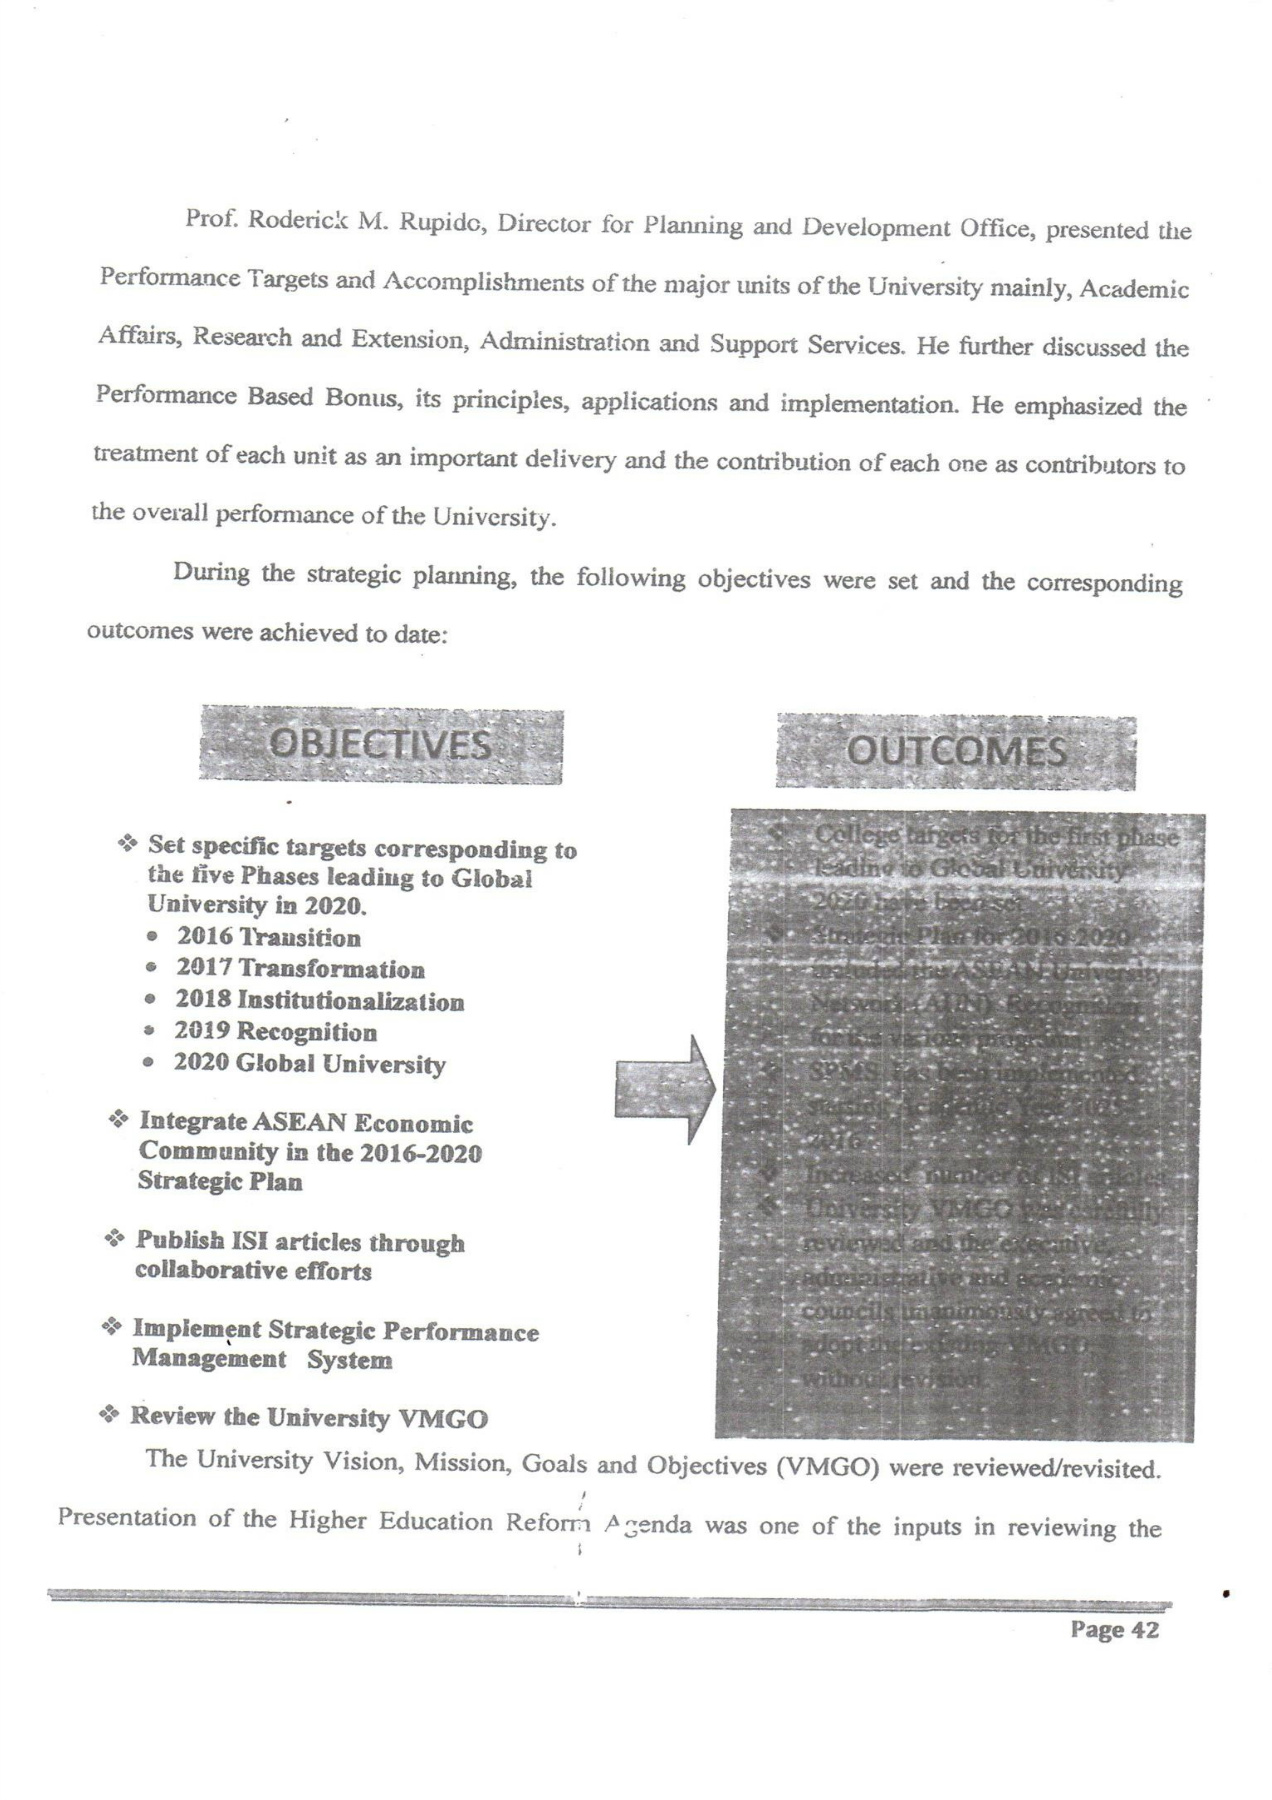 Prof. Roderick M. Rupido, Director for Planning and Development Office, presented the
Performance Targets and Accomplishments of the major units of the University mainly, Academic
Affairs, Research and Extension, Administration and Support Services. He further discussed the
Performance Based Bonus, its principles, applications and implementation. He emphasized the
treatment of each unit as an important delivery and the contribution of each one as contributors to
the overall performance of the University.
During the strategic planning, the following objectives were set and the corresponding
outcomes were achieved to date:
OBJECTIVES
❖ Set specific targets corresponding to
the five Phases leading to Global
University in 2020.
• 2016 Transition
• 2017 Transformation
• 2018 Institutionalization
• 2019 Recognition
• 2020 Global University
❖ Integrate ASEAN Economic
Community in the 2016-2020
Strategic Plan
❖ Publish ISI articles through
collaborative efforts
❖ Implement Strategic Performance
Management System
❖ Review the University VMGO
OUTCOMES
❖ College targets for the first phase
leading to Global University
2020 have been set
❖ Strategic Plan for 2016-2020
included the ASEAN University
Network (AUN) Recognition
for the various programs
❖ SPMS has been implemented
2016
❖ Increased number of ISI articles
❖ University VMGO was carefully
reviewed and the executive,
administrative and academic
councils unanimously agreed to
adopt the existing VMGO
without revision
The University Vision, Mission, Goals and Objectives (VMGO) were reviewed/revisited.
Presentation of the Higher Education Reform Agenda was one of the inputs in reviewing the
Page 42